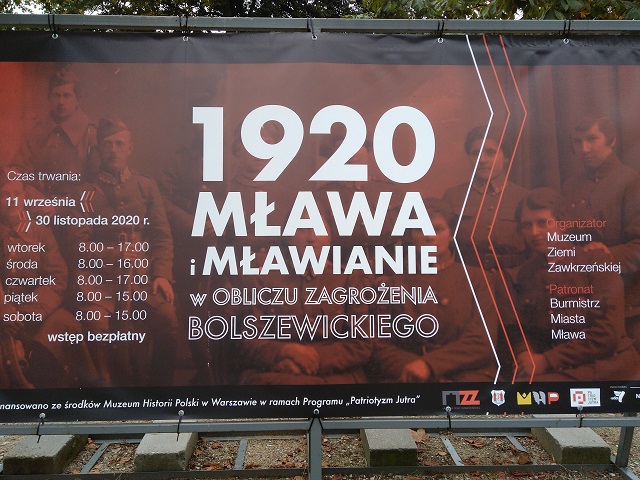 Czas trwania:
11 września
30 listopada 2020 r.
wtorek 8.00 – 17.00
środa 8.00 – 16.00
czwartek 8.00 – 17.00
piątek 8.00 – 15.00
sobota 8.00 – 15.00
wstęp bezpłatny
1920
MŁAWA
i MŁAWIANIE
w OBLICZU ZAGROŻENIA
BOLSZEWICKIEGO
Organizator
Muzeum
Ziemi
Zawkrzeńskiej
Patronat
Burmistrz
Miasta
Mława
nansowano ze środków Muzeum Historii Polski w Warszawie w ramach Programu „Patriotyzm Jutra”
MZZ
MHP